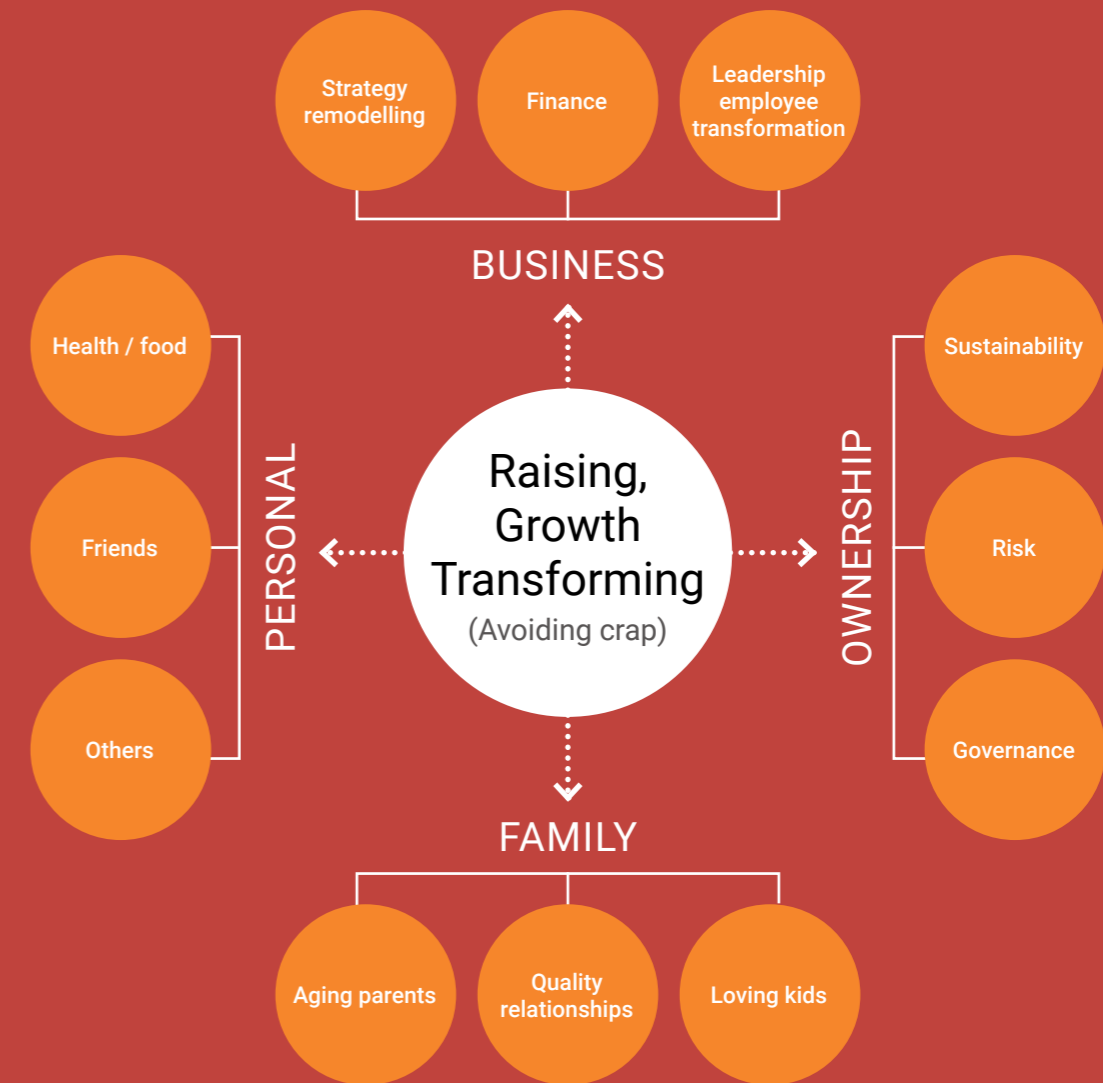 Strategy
remodelling
Finance
Leadership
employee
transformation
BUSINESS
Health / food
Friends
Others
PERSONAL
Raising,
Growth
Transforming
(Avoiding crap)
OWNERSHIP
Sustainability
Risk
Governance
FAMILY
Aging parents
Quality
relationships
Loving kids